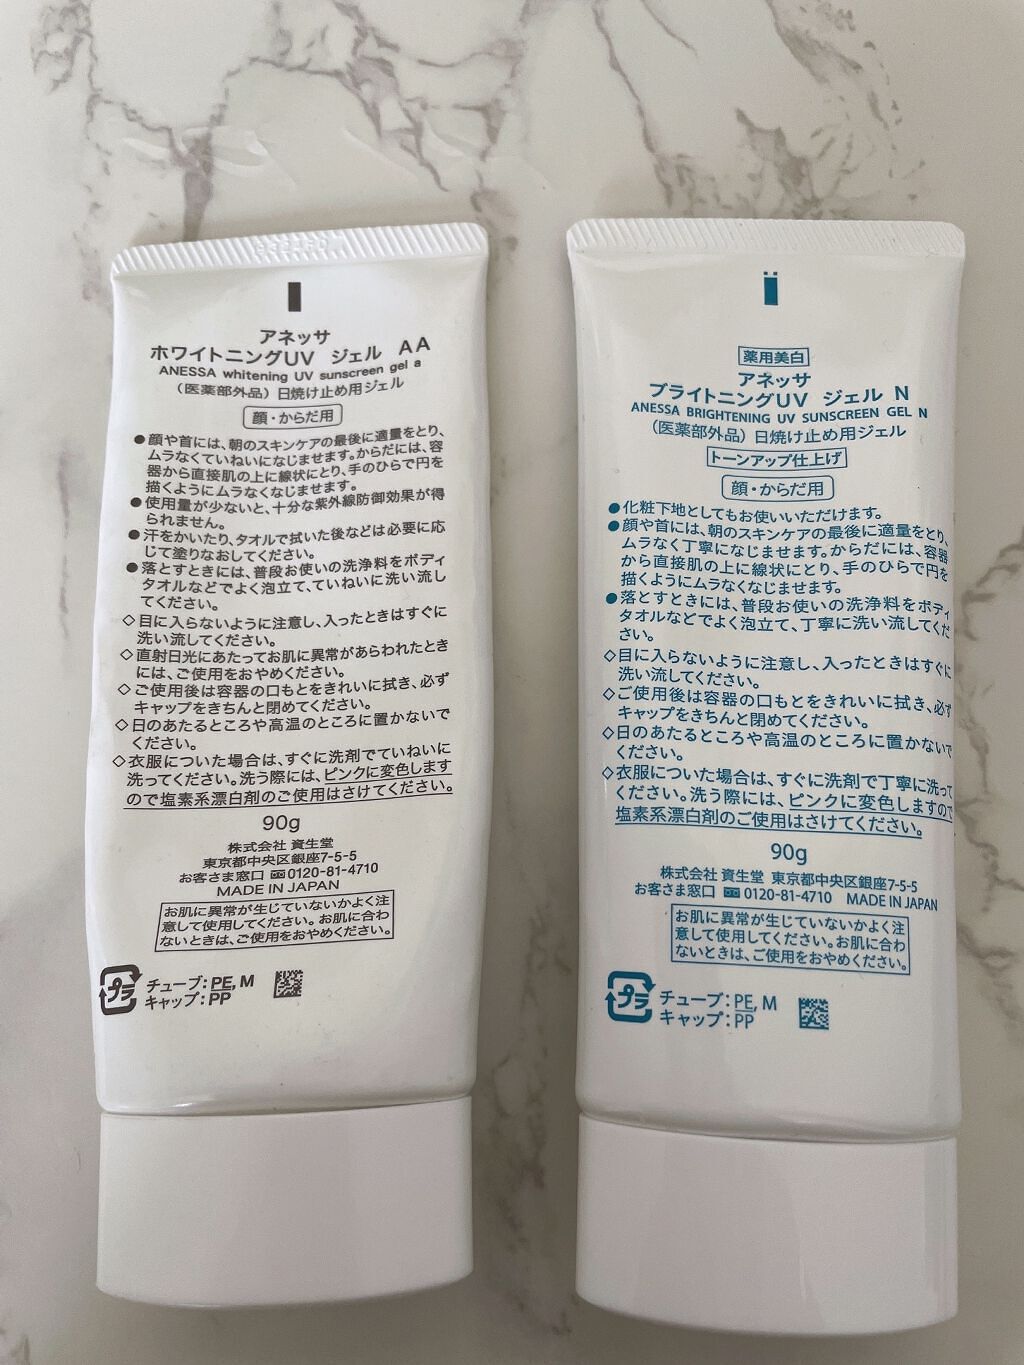 アネッサ
ホワイトニングUV ジェル AA
ANESSA whitening UV sunscreen gel a
（医薬部外品）日焼け止め用ジェル
顔・からだ用
●顔や首には、朝のスキンケアの最後に適量をとり、
ムラなくていねいになじませます。からだには、容
器から直接肌の上に線状にとり、手のひらで円を
描くようにムラなくなじませます。
●使用量が少ないと、十分な紫外線防御効果が得
られません。
●汗をかいたり、タオルで拭いた後などは必要に応
じて塗りなおしてください。
●落とすときには、普段お使いの洗浄料をボディ
タオルなどでよく泡立て、ていねいに洗い流し
てください。
◇目に入らないように注意し、入ったときはすぐに
洗い流してください。
◇直射日光にあたってお肌に異常があらわれたとき
には、ご使用をおやめください。
◇ご使用後は容器の口もとをきれいに拭き、必ず
キャップをきちんと閉めてください。
◇日のあたるところや高温のところに置かないで
ください。
◇衣服についた場合は、すぐに洗剤でていねいに
洗ってください。洗う際には、ピンクに変色します
ので塩素系漂白剤のご使用はさけてください。
90g
株式会社 資生堂
東京都中央区銀座7-5-5
お客さま窓口 0120-81-4710
MADE IN JAPAN
お肌に異常が生じていないかよく注
意して使用してください。お肌に合わ
ないときは、ご使用をおやめください。
プラ
チューブ：PE, M
キャップ：PP
薬用美白
アネッサ
ブライトニングUV ジェル N
ANESSA BRIGHTENING UV SUNSCREEN GEL N
（医薬部外品）日焼け止め用ジェル
トーンアップ仕上げ
顔・からだ用
●化粧下地としてもお使いいただけます。
●顔や首には、朝のスキンケアの最後に適量をとり、
ムラなく丁寧になじませます。からだには、容器
から直接肌の上に線状にとり、手のひらで円を
描くようにムラなくなじませます。
●落とすときには、普段お使いの洗浄料をボディ
タオルなどでよく泡立て、丁寧に洗い流してくだ
さい。
◇目に入らないように注意し、入ったときはすぐに
洗い流してください。
◇ご使用後は容器の口もとをきれいに拭き、必ず
キャップをきちんと閉めてください。
◇日のあたるところや高温のところに置かないで
ください。
◇衣服についた場合は、すぐに洗剤で丁寧に洗って
ください。洗う際には、ピンクに変色しますので
塩素系漂白剤のご使用はさけてください。
90g
株式会社 資生堂 東京都中央区銀座7-5-5
お客さま窓口 0120-81-4710 MADE IN JAPAN
お肌に異常が生じていないかよく注
意して使用してください。お肌に合わ
ないときは、ご使用をおやめください。
プラ
チューブ：PE, M
キャップ：PP